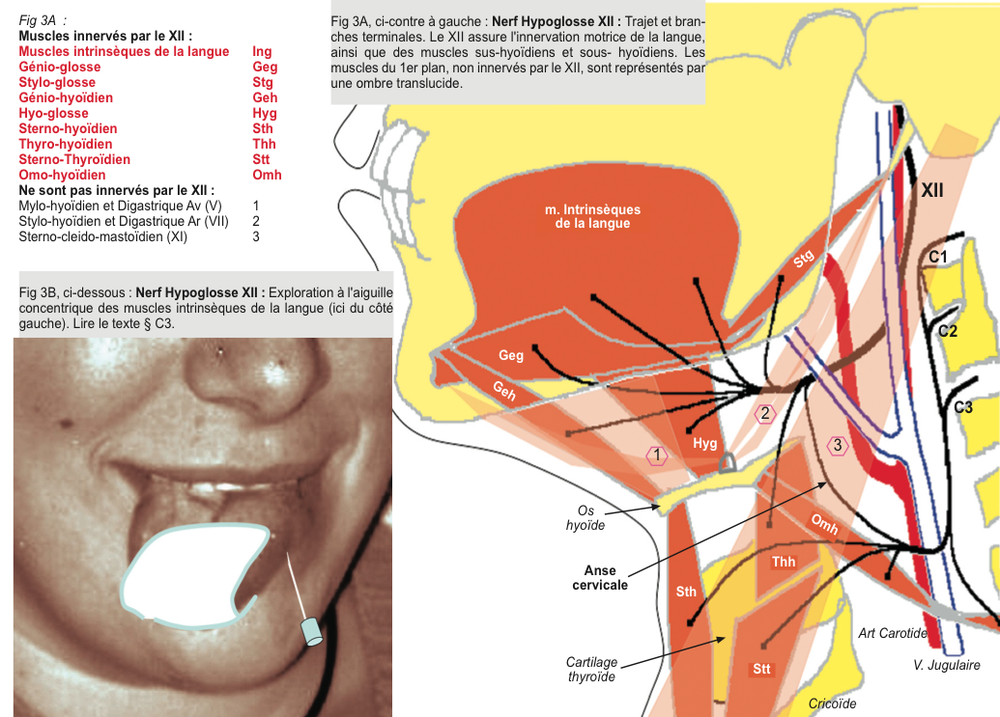 Fig 3A  :
Muscles innervés par le XII :
Muscles intrinsèques de la langue Ing
Génio-glosse Geg
Stylo-glosse Stg
Génio-hyoïdien Geh
Hyo-glosse Hyg
Sterno-hyoïdien Sth
Thyro-hyoïdien Thh
Sterno-Thyroïdien Stt
Omo-hyoïdien Omh
Ne sont pas innervés par le XII :
Mylo-hyoïdien et Digastrique Av (V) 1
Stylo-hyoïdien et Digastrique Ar (VII) 2
Sterno-cleido-mastoïdien (XI) 3
Fig 3A, ci-contre à gauche : Nerf Hypoglosse XII : Trajet et bran-
ches terminales. Le XII assure l'innervation motrice de la langue,
ainsi que des muscles sus-hyoïdiens et sous- hyoïdiens. Les
muscles du 1er plan, non innervés par le XII, sont représentés par
une ombre translucide.
Fig 3B, ci-dessous : Nerf Hypoglosse XII : Exploration à l'aiguille
concentrique des muscles intrinsèques de la langue (ici du côté
gauche). Lire le texte § C3.
m. Intrinsèques
de la langue
XII
Stg
C1
C2
C3
Geg
Geh
Hyg
1
2
3
Os
hyoïde
Anse
cervicale
Omh
Thh
Sth
Stt
Cartilage
thyroïde
Art Carotide
V. Jugulaire
Cricoïde